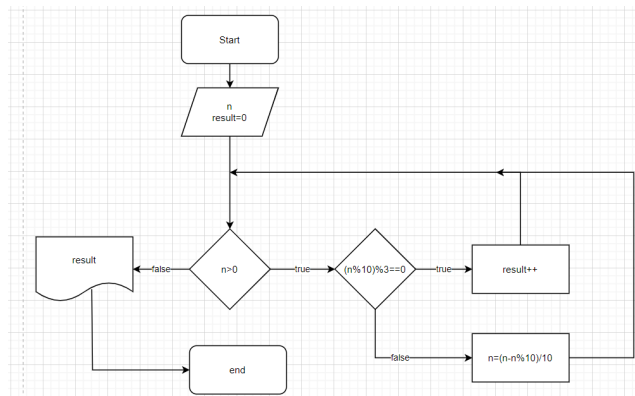 Start
n
result=0
result
false
n>0
true
(n%10)%3==0
true
result++
false
n=(n-n%10)/10
end